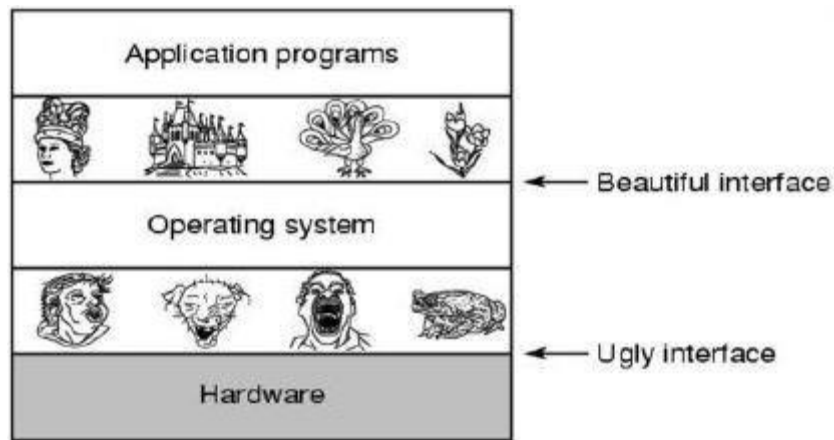 Application programs
Beautiful interface
Operating system
Ugly interface
Hardware